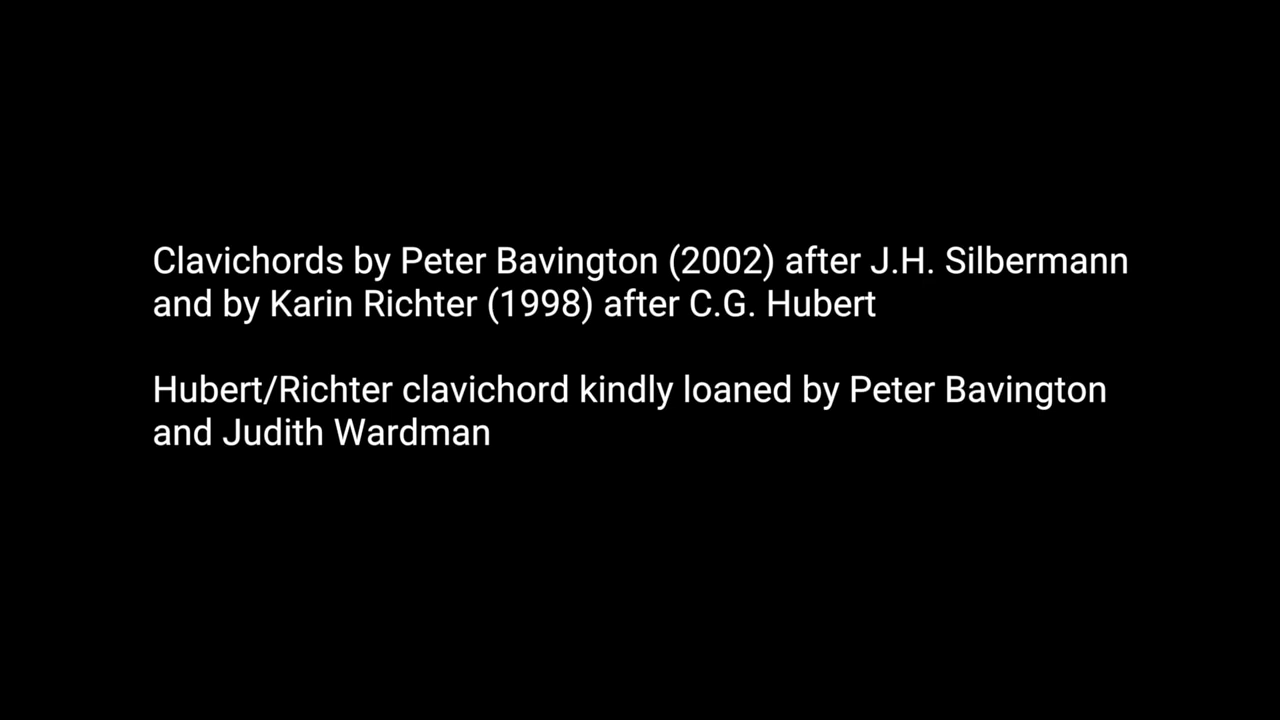 Clavichords by Peter Bavington (2002) after J.H. Silbermann
and by Karin Richter (1998) after C.G. Hubert
Hubert/Richter clavichord kindly loaned by Peter Bavington
and Judith Wardman